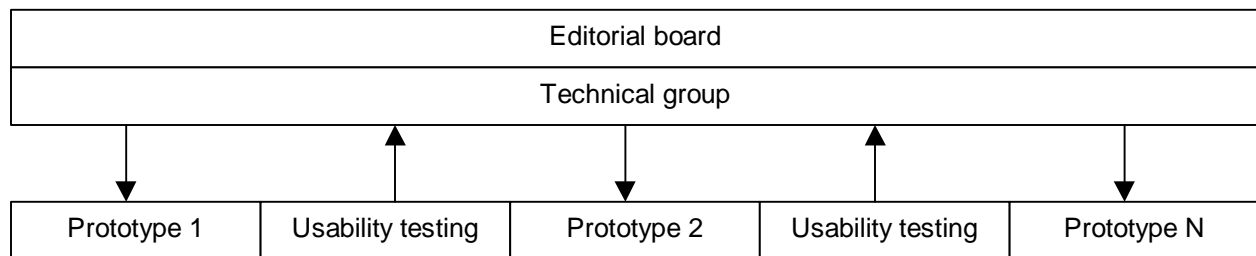 Editorial board
Technical group
Prototype 1
Usability testing
Prototype 2
Usability testing
Prototype N